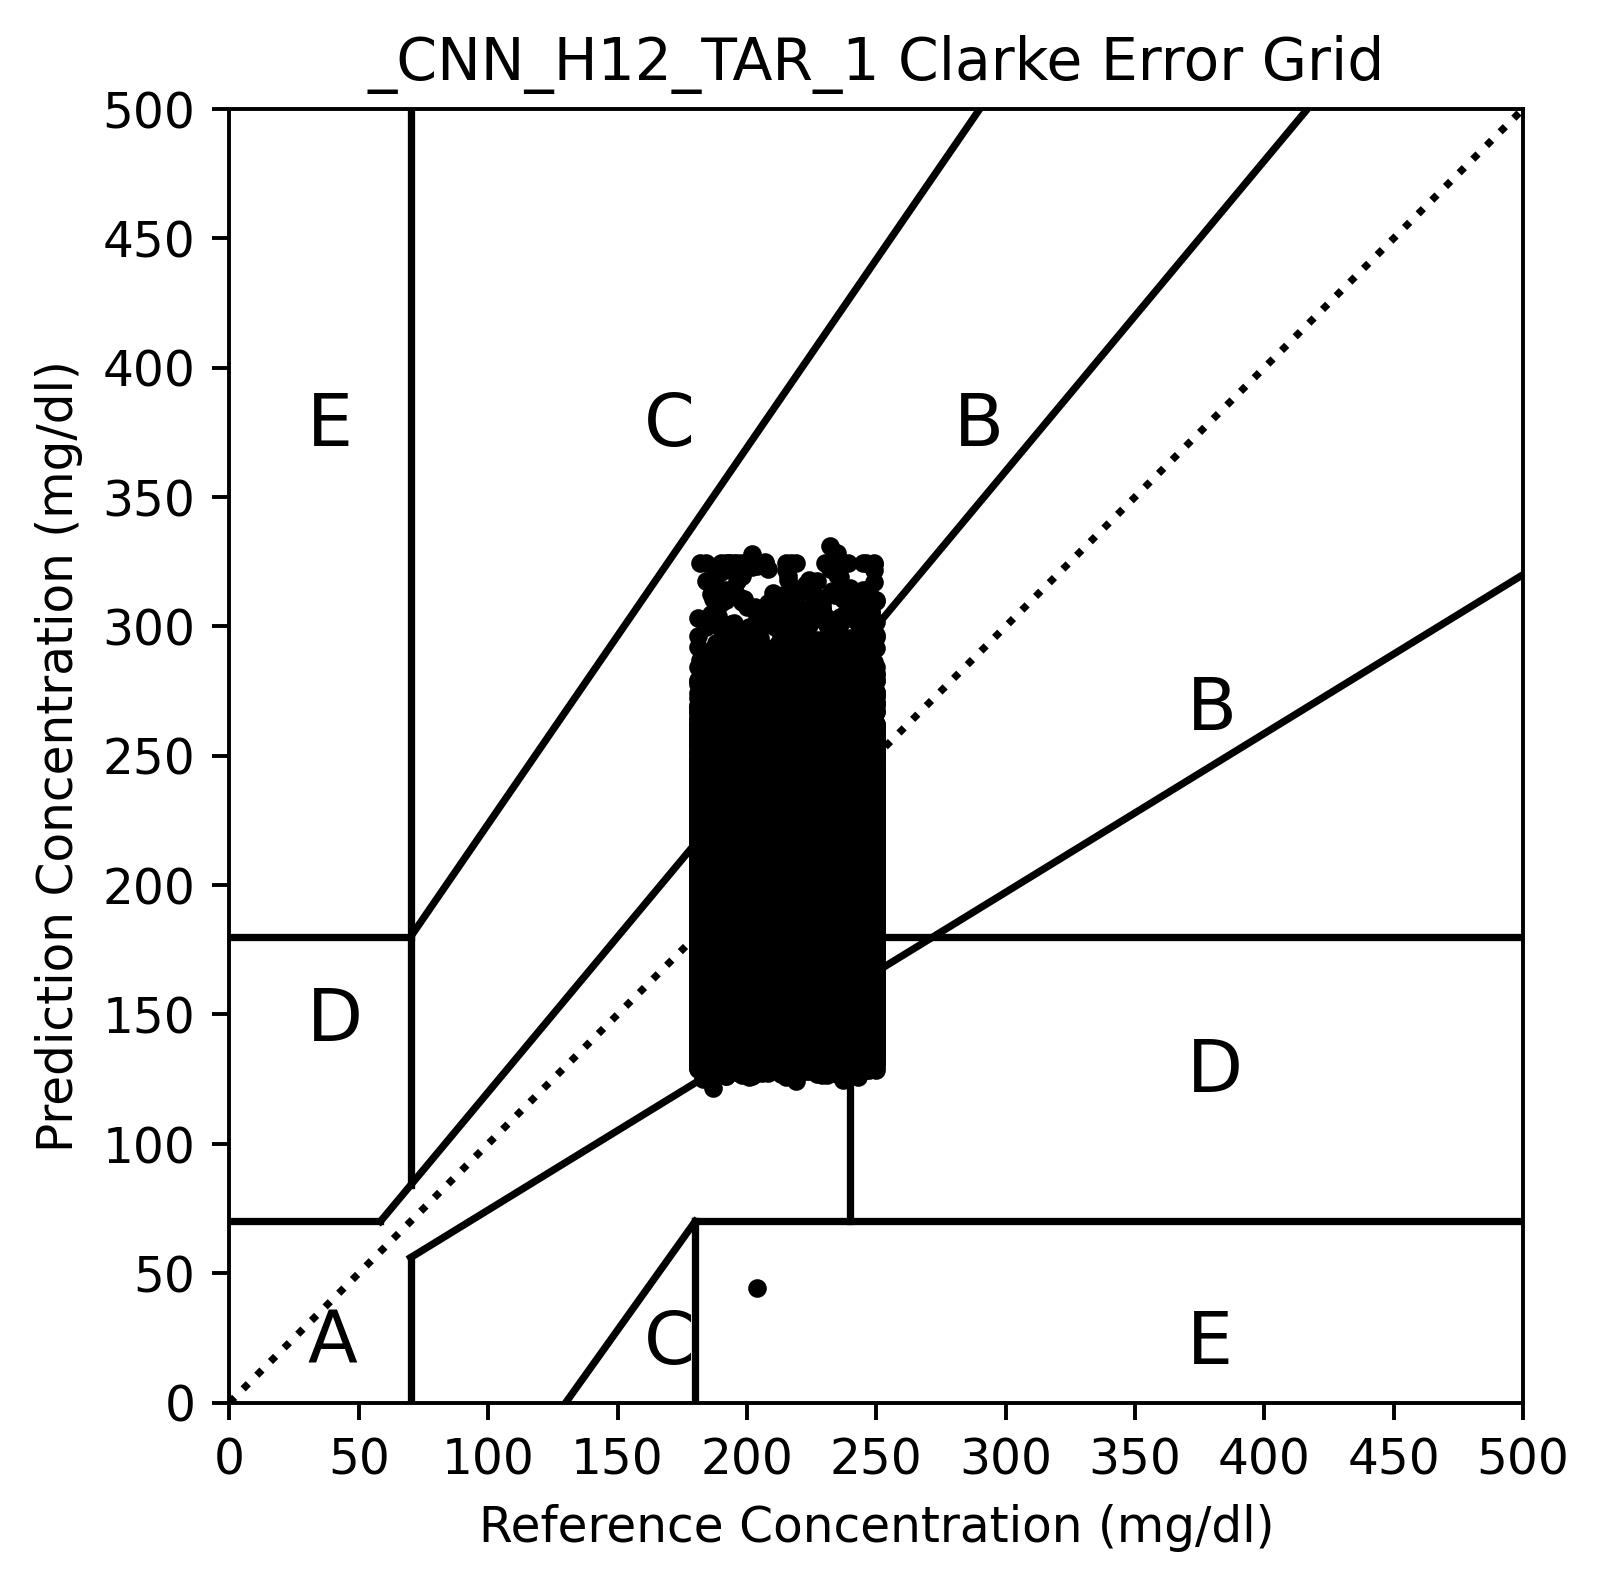 _CNN_H12_TAR_1 Clarke Error Grid
500
450
400
350
300
250
200
150
100
50
0
Prediction Concentration (mg/dl)
E
C
B
B
D
D
A
C
E
0 50 100 150 200 250 300 350 400 450 500
Reference Concentration (mg/dl)